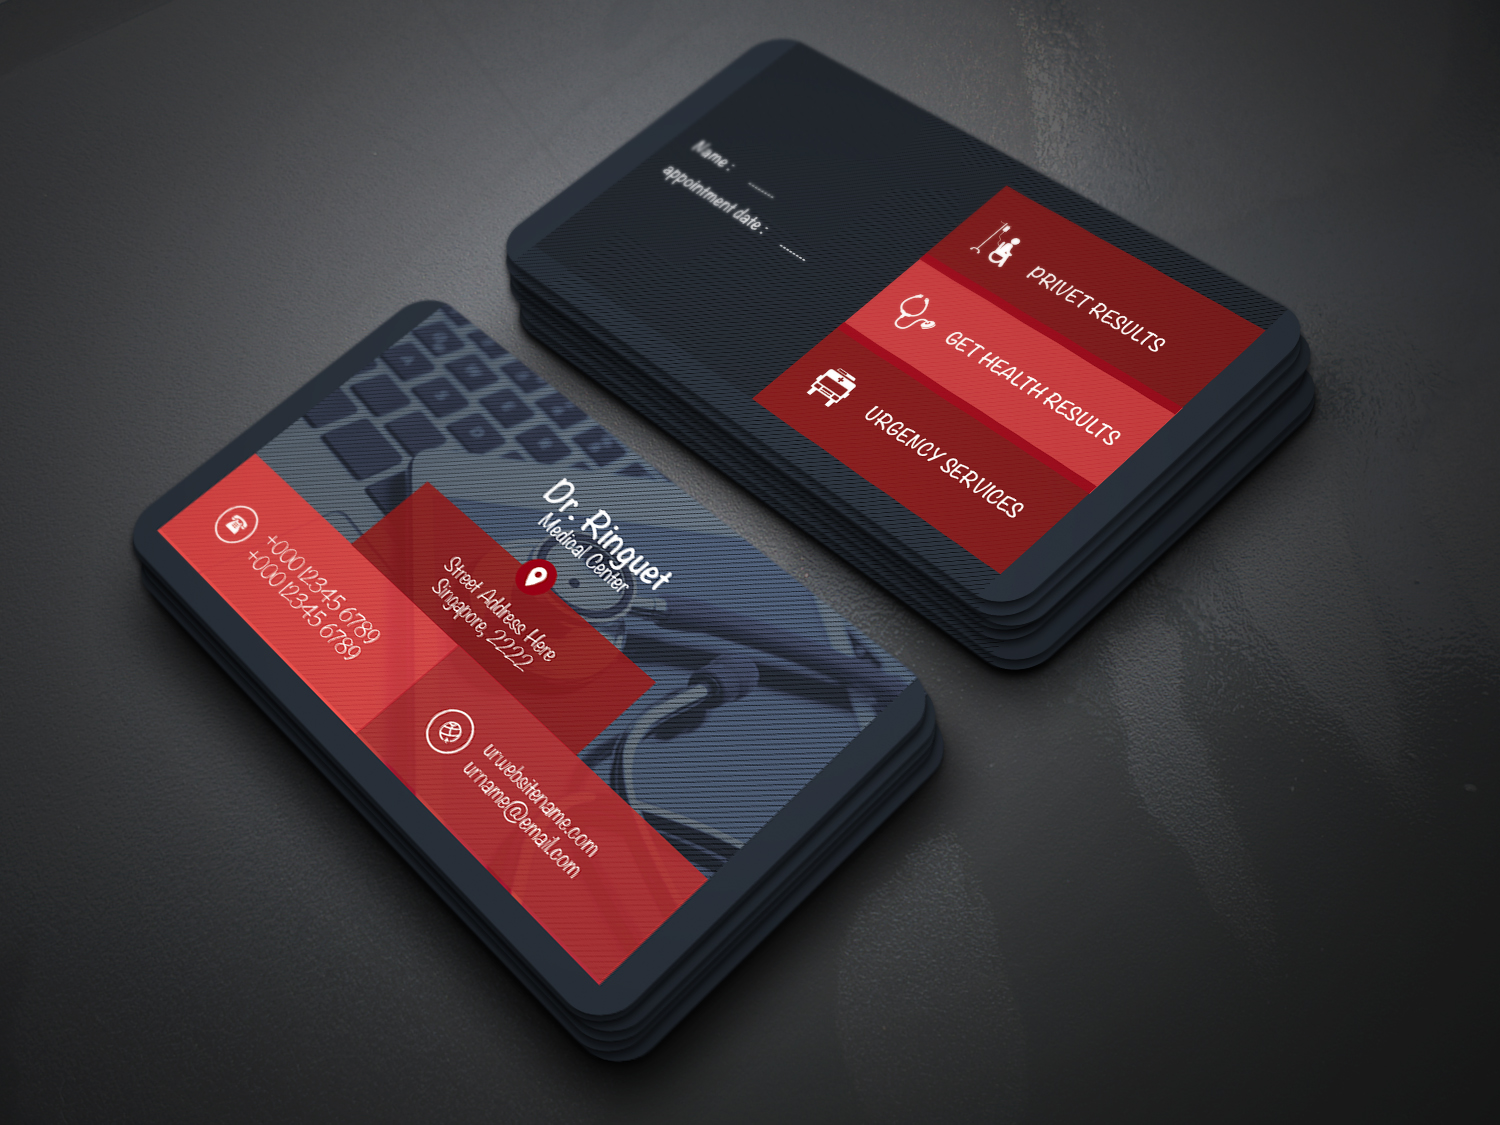 Name : ........
appointment date : ........
PRIVET RESULTS
GET HEALTH RESULTS
URGENCY SERVICES
Dr. Ringuet
Medical Center
Street Address Here
Singapore, 2222
+000 12345 6789
+000 12345 6789
urwebsitename.com
urname@email.com